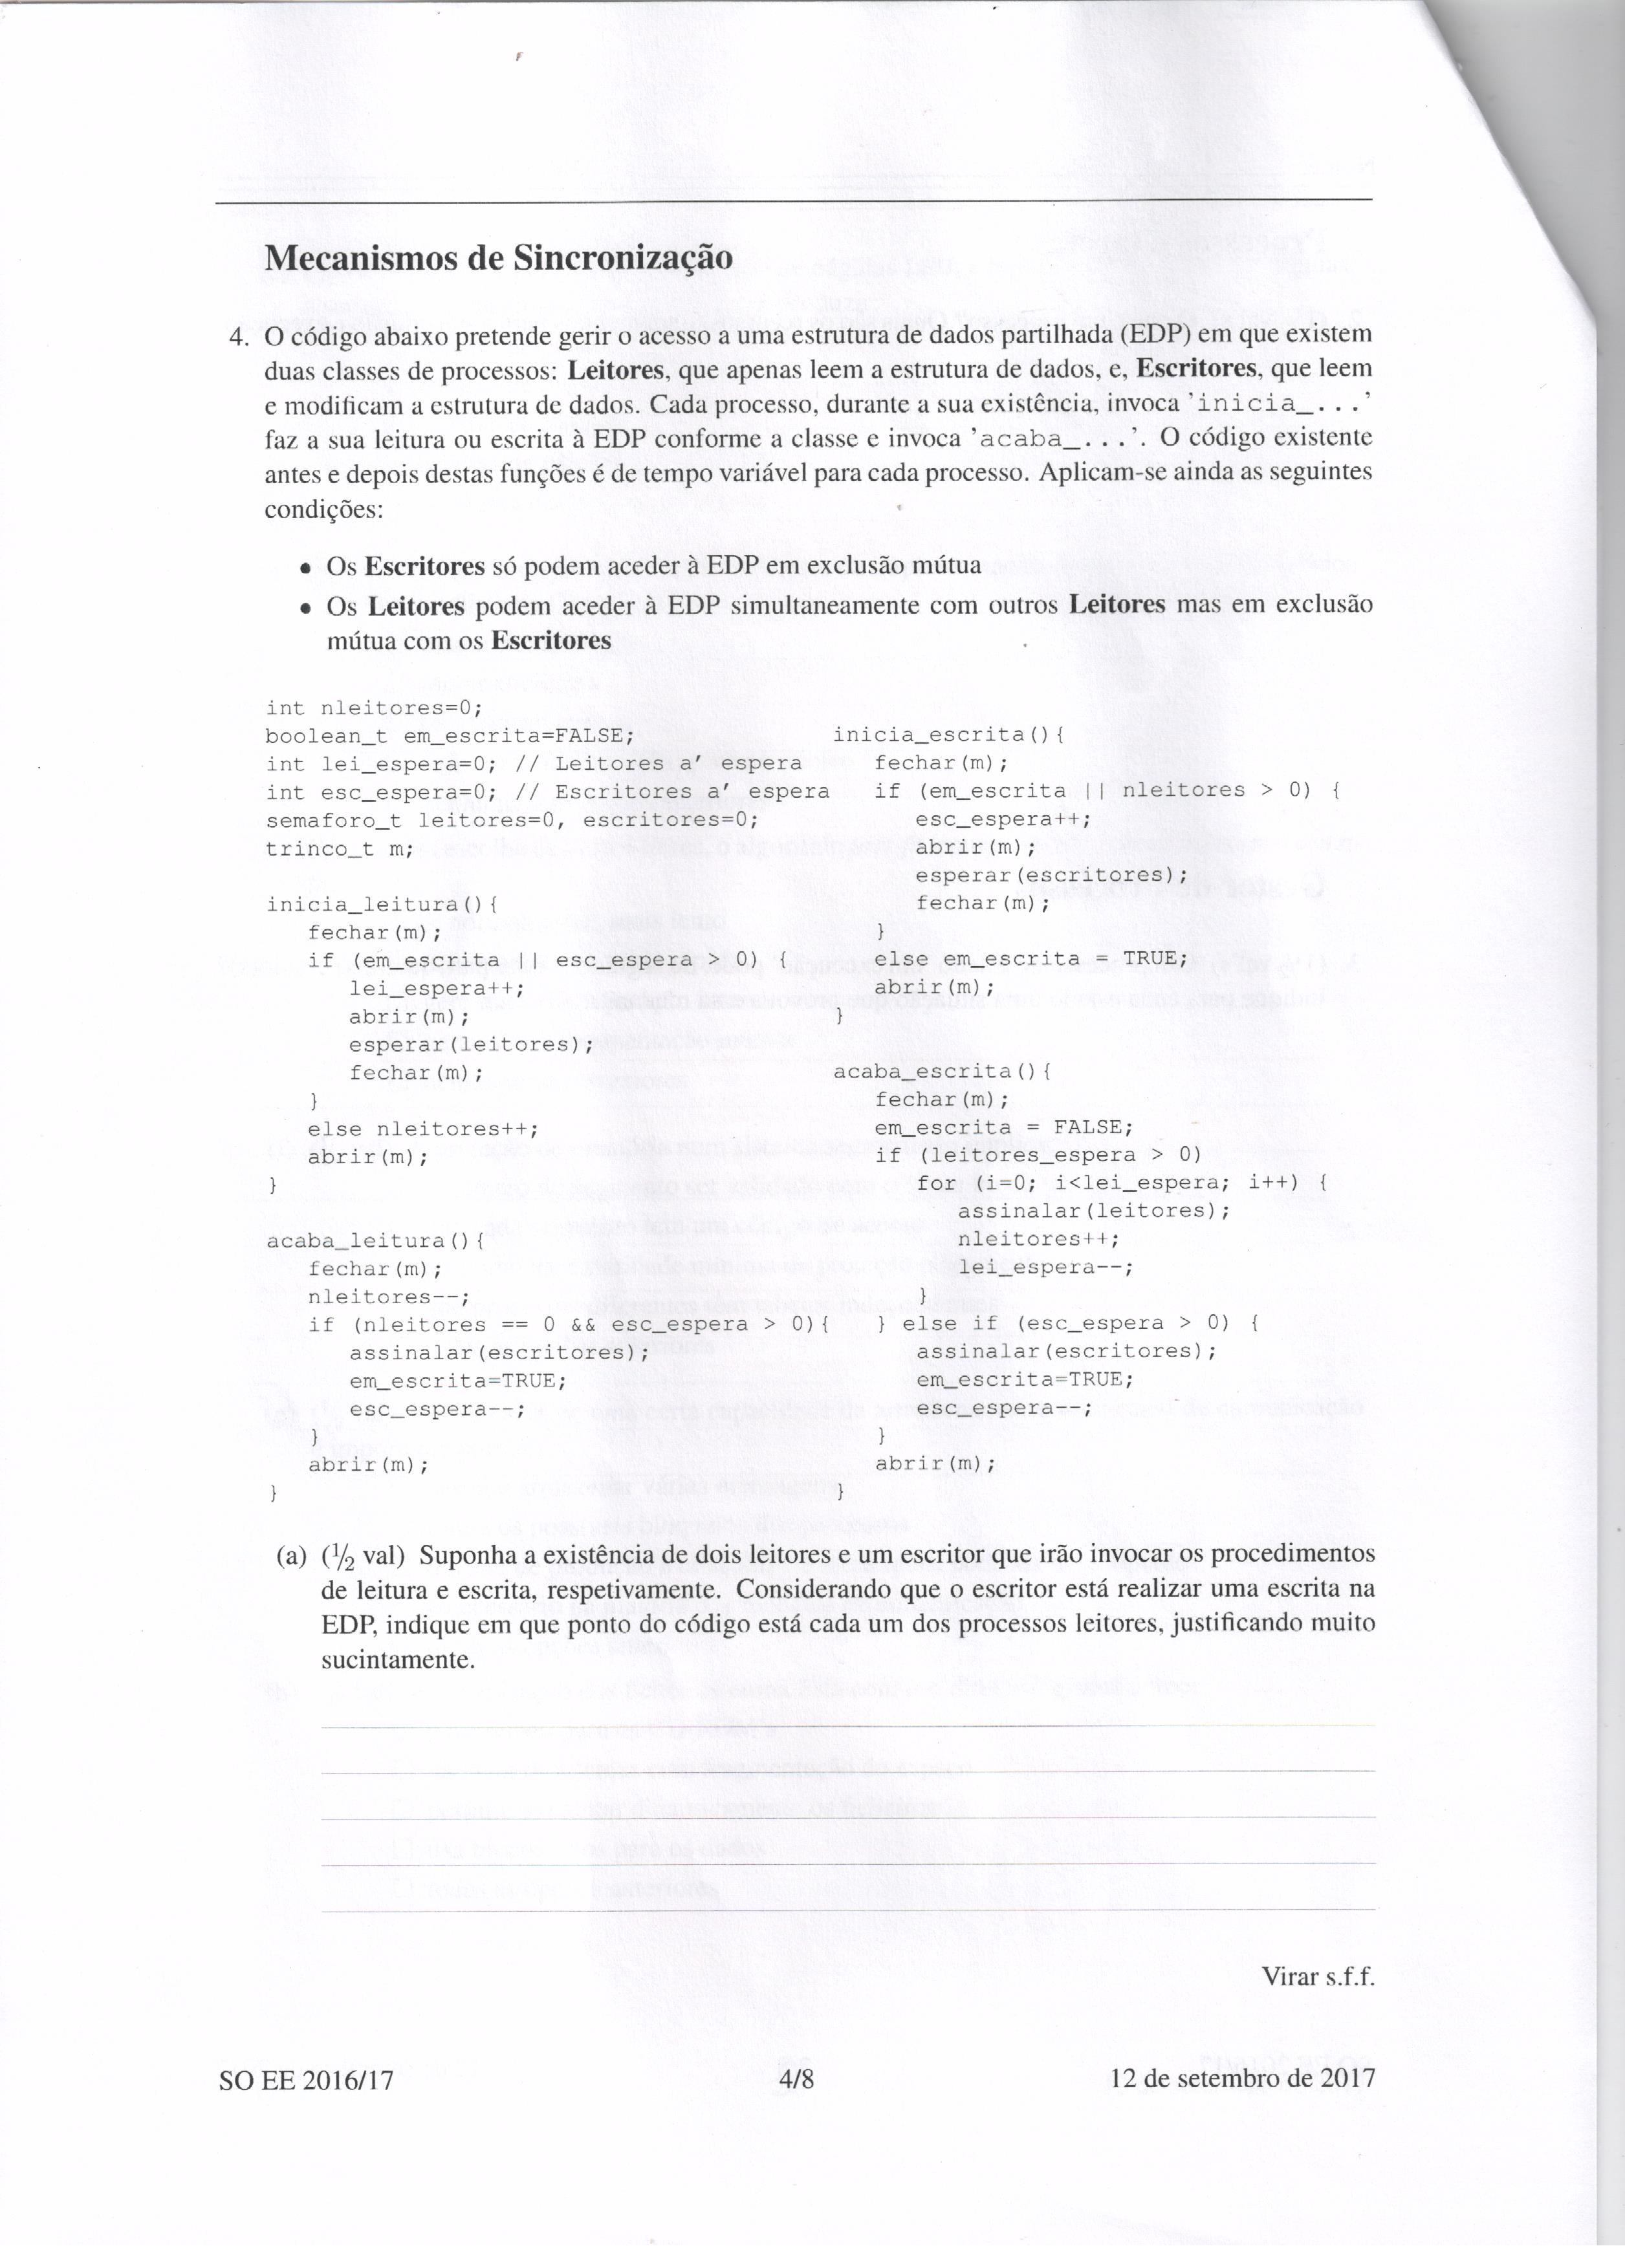 Mecanismos de Sincronização
4. O código abaixo pretende gerir o acesso a uma estrutura de dados partilhada (EDP) em que existem
duas classes de processos: Leitores, que apenas leem a estrutura de dados, e, Escritores, que leem
e modificam a estrutura de dados. Cada processo, durante a sua existência, invoca 'inicia_...'
faz a sua leitura ou escrita à EDP conforme a classe e invoca 'acaba_...'. O código existente
antes e depois destas funções é de tempo variável para cada processo. Aplicam-se ainda as seguintes
condições:
• Os Escritores só podem aceder à EDP em exclusão mútua
• Os Leitores podem aceder à EDP simultaneamente com outros Leitores mas em exclusão
mútua com os Escritores
int nleitores=0;
boolean_t em_escrita=FALSE;
int lei_espera=0; // Leitores a' espera
int esc_espera=0; // Escritores a' espera
semaforo_t leitores=0, escritores=0;
trinco_t m;
inicia_leitura(){
fechar(m);
if (em_escrita || esc_espera > 0) {
lei_espera++;
abrir(m);
esperar(leitores);
fechar(m);
}
else nleitores++;
abrir(m);
}
acaba_leitura(){
fechar(m);
nleitores--;
if (nleitores == 0 && esc_espera > 0){
assinalar(escritores);
em_escrita=TRUE;
esc_espera--;
}
abrir(m);
}
inicia_escrita(){
fechar(m);
if (em_escrita || nleitores > 0) {
esc_espera++;
abrir(m);
esperar(escritores);
fechar(m);
}
else em_escrita = TRUE;
abrir(m);
}
acaba_escrita(){
fechar(m);
em_escrita = FALSE;
if (leitores_espera > 0)
for (i=0; i<lei_espera; i++) {
assinalar(leitores);
nleitores++;
lei_espera--;
}
} else if (esc_espera > 0) {
assinalar(escritores);
em_escrita=TRUE;
esc_espera--;
}
abrir(m);
}
(a) (1/2 val) Suponha a existência de dois leitores e um escritor que irão invocar os procedimentos
de leitura e escrita, respetivamente. Considerando que o escritor está realizar uma escrita na
EDP, indique em que ponto do código está cada um dos processos leitores, justificando muito
sucintamente.
Virar s.f.f.
SO EE 2016/17
4/8
12 de setembro de 2017